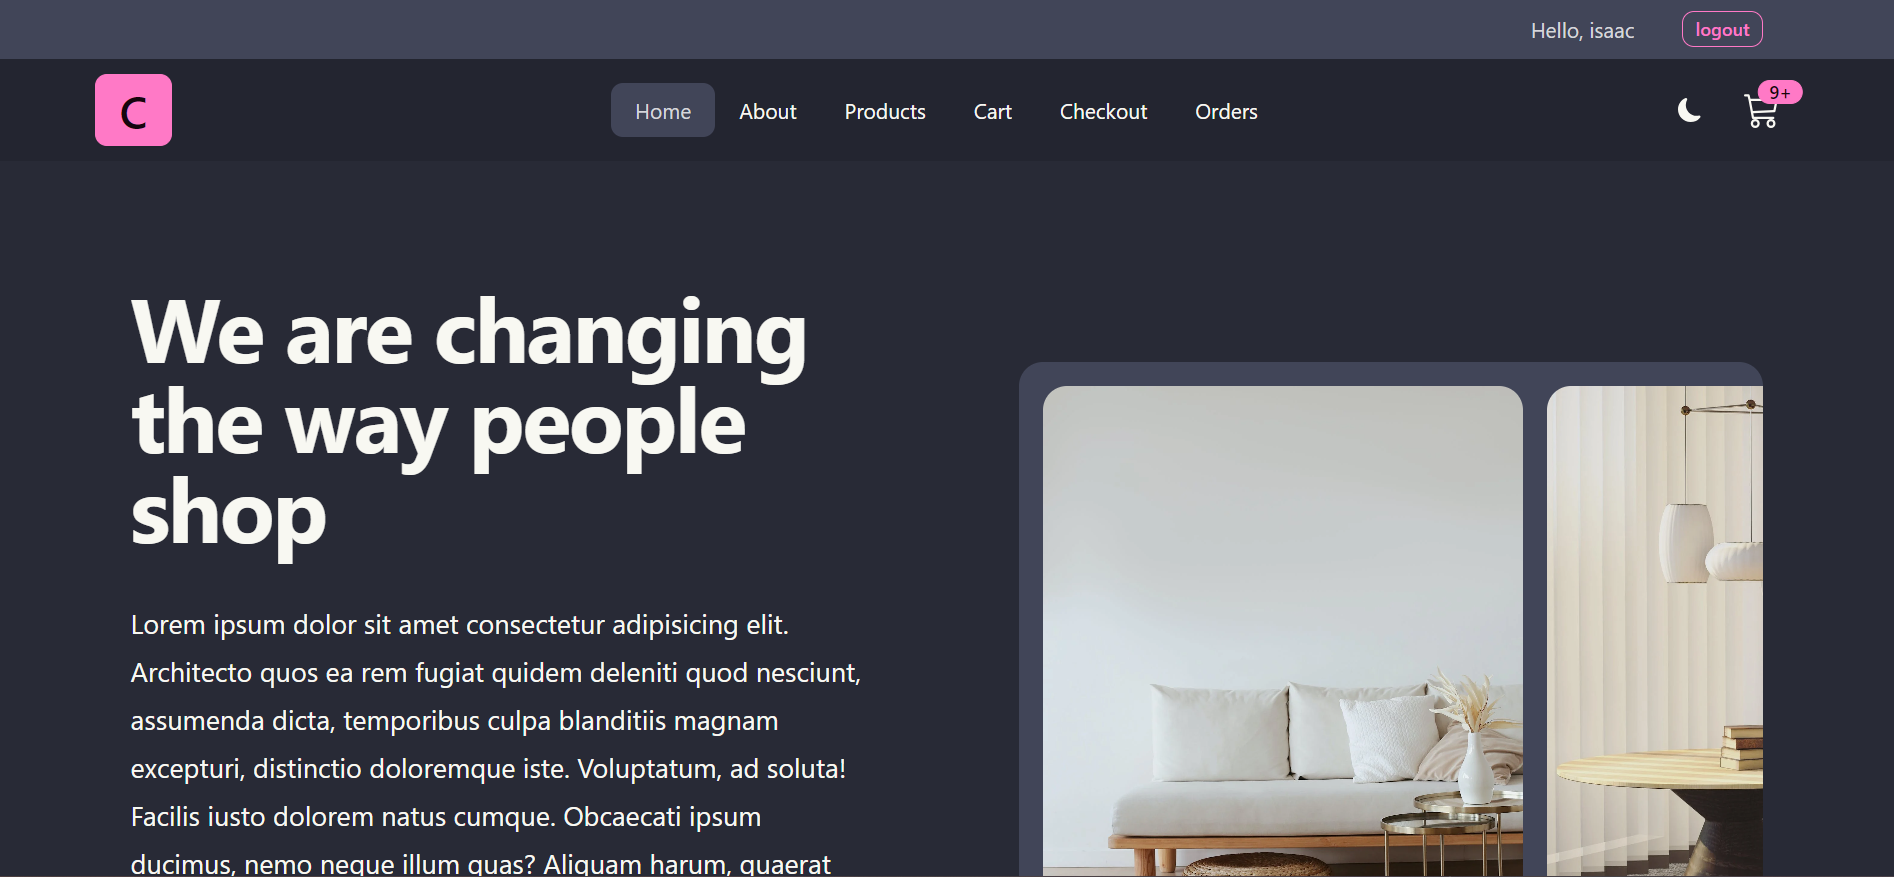 Hello, isaac logout
C Home About Products Cart Checkout Orders 9+
We are changing
the way people
shop
Lorem ipsum dolor sit amet consectetur adipisicing elit.
Architecto quos ea rem fugiat quidem deleniti quod nesciunt,
assumenda dicta, temporibus culpa blanditiis magnam
excepturi, distinctio doloremque iste. Voluptatum, ad soluta!
Facilis iusto dolorem natus cumque. Obcaecati ipsum
ducimus, nemo neque illum quas? Aliquam harum, quaerat